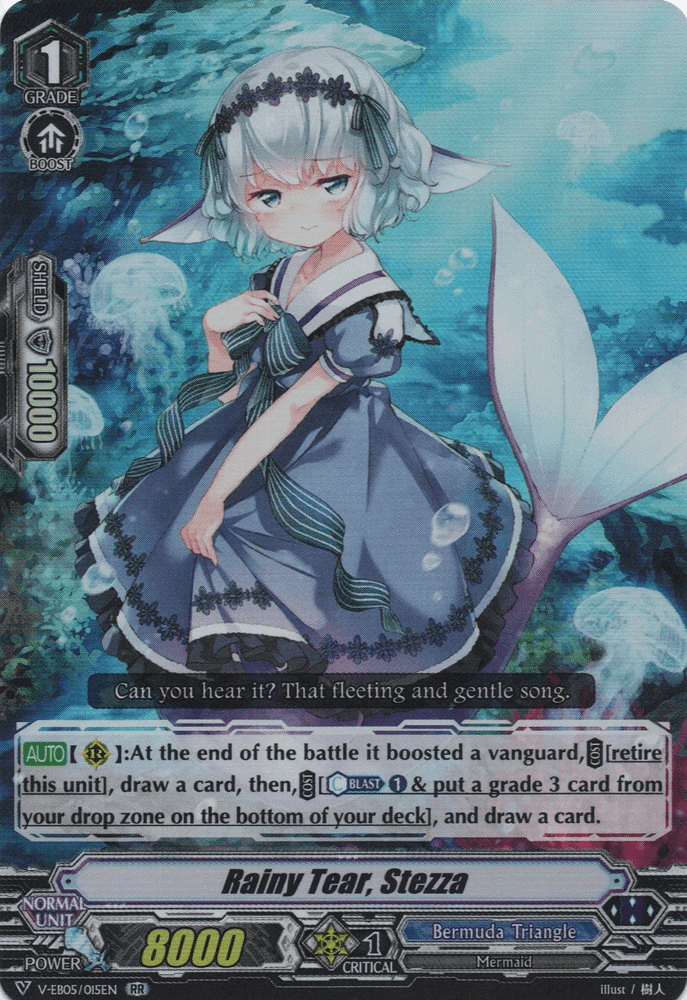 1
GRADE
BOOST
SHIELD 10000
Can you hear it? That fleeting and gentle song.
AUTO【 】:At the end of the battle it boosted a vanguard, COST [retire
this unit], draw a card, then, COST [C BLAST 1 & put a grade 3 card from
your drop zone on the bottom of your deck], and draw a card.
Rainy Tear, Stezza
NORMAL
UNIT
POWER 8000
1
CRITICAL
Bermuda Triangle
Mermaid
V V-EB05/015EN RR
illust / 樹人